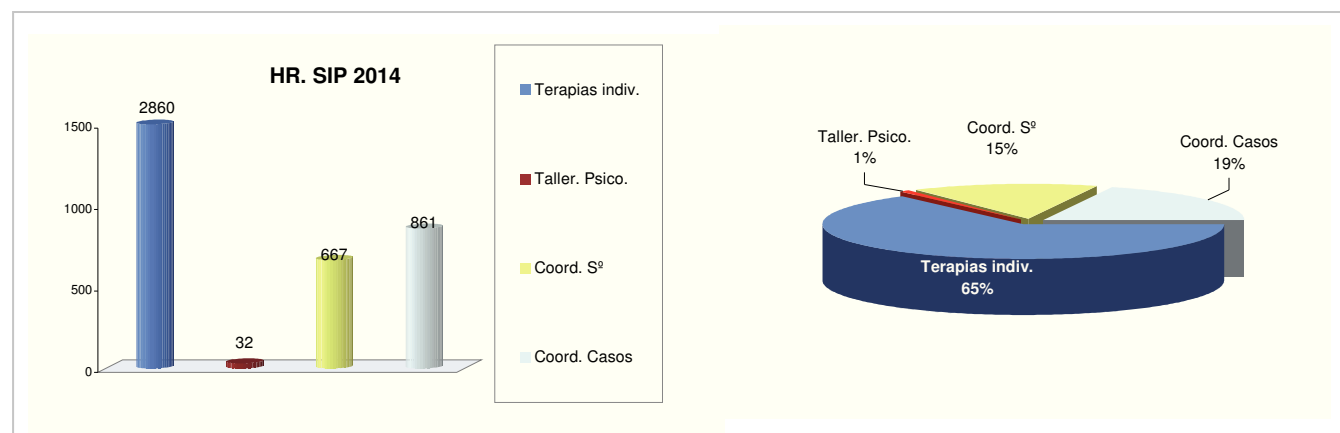 HR. SIP 2014
2860
1500
1000
861
667
500
32
0
Terapias indiv.
Taller. Psico.
Coord. Sº
Coord. Casos
Coord. Sº
15%
Taller. Psico.
1%
Coord. Casos
19%
Terapias indiv.
65%